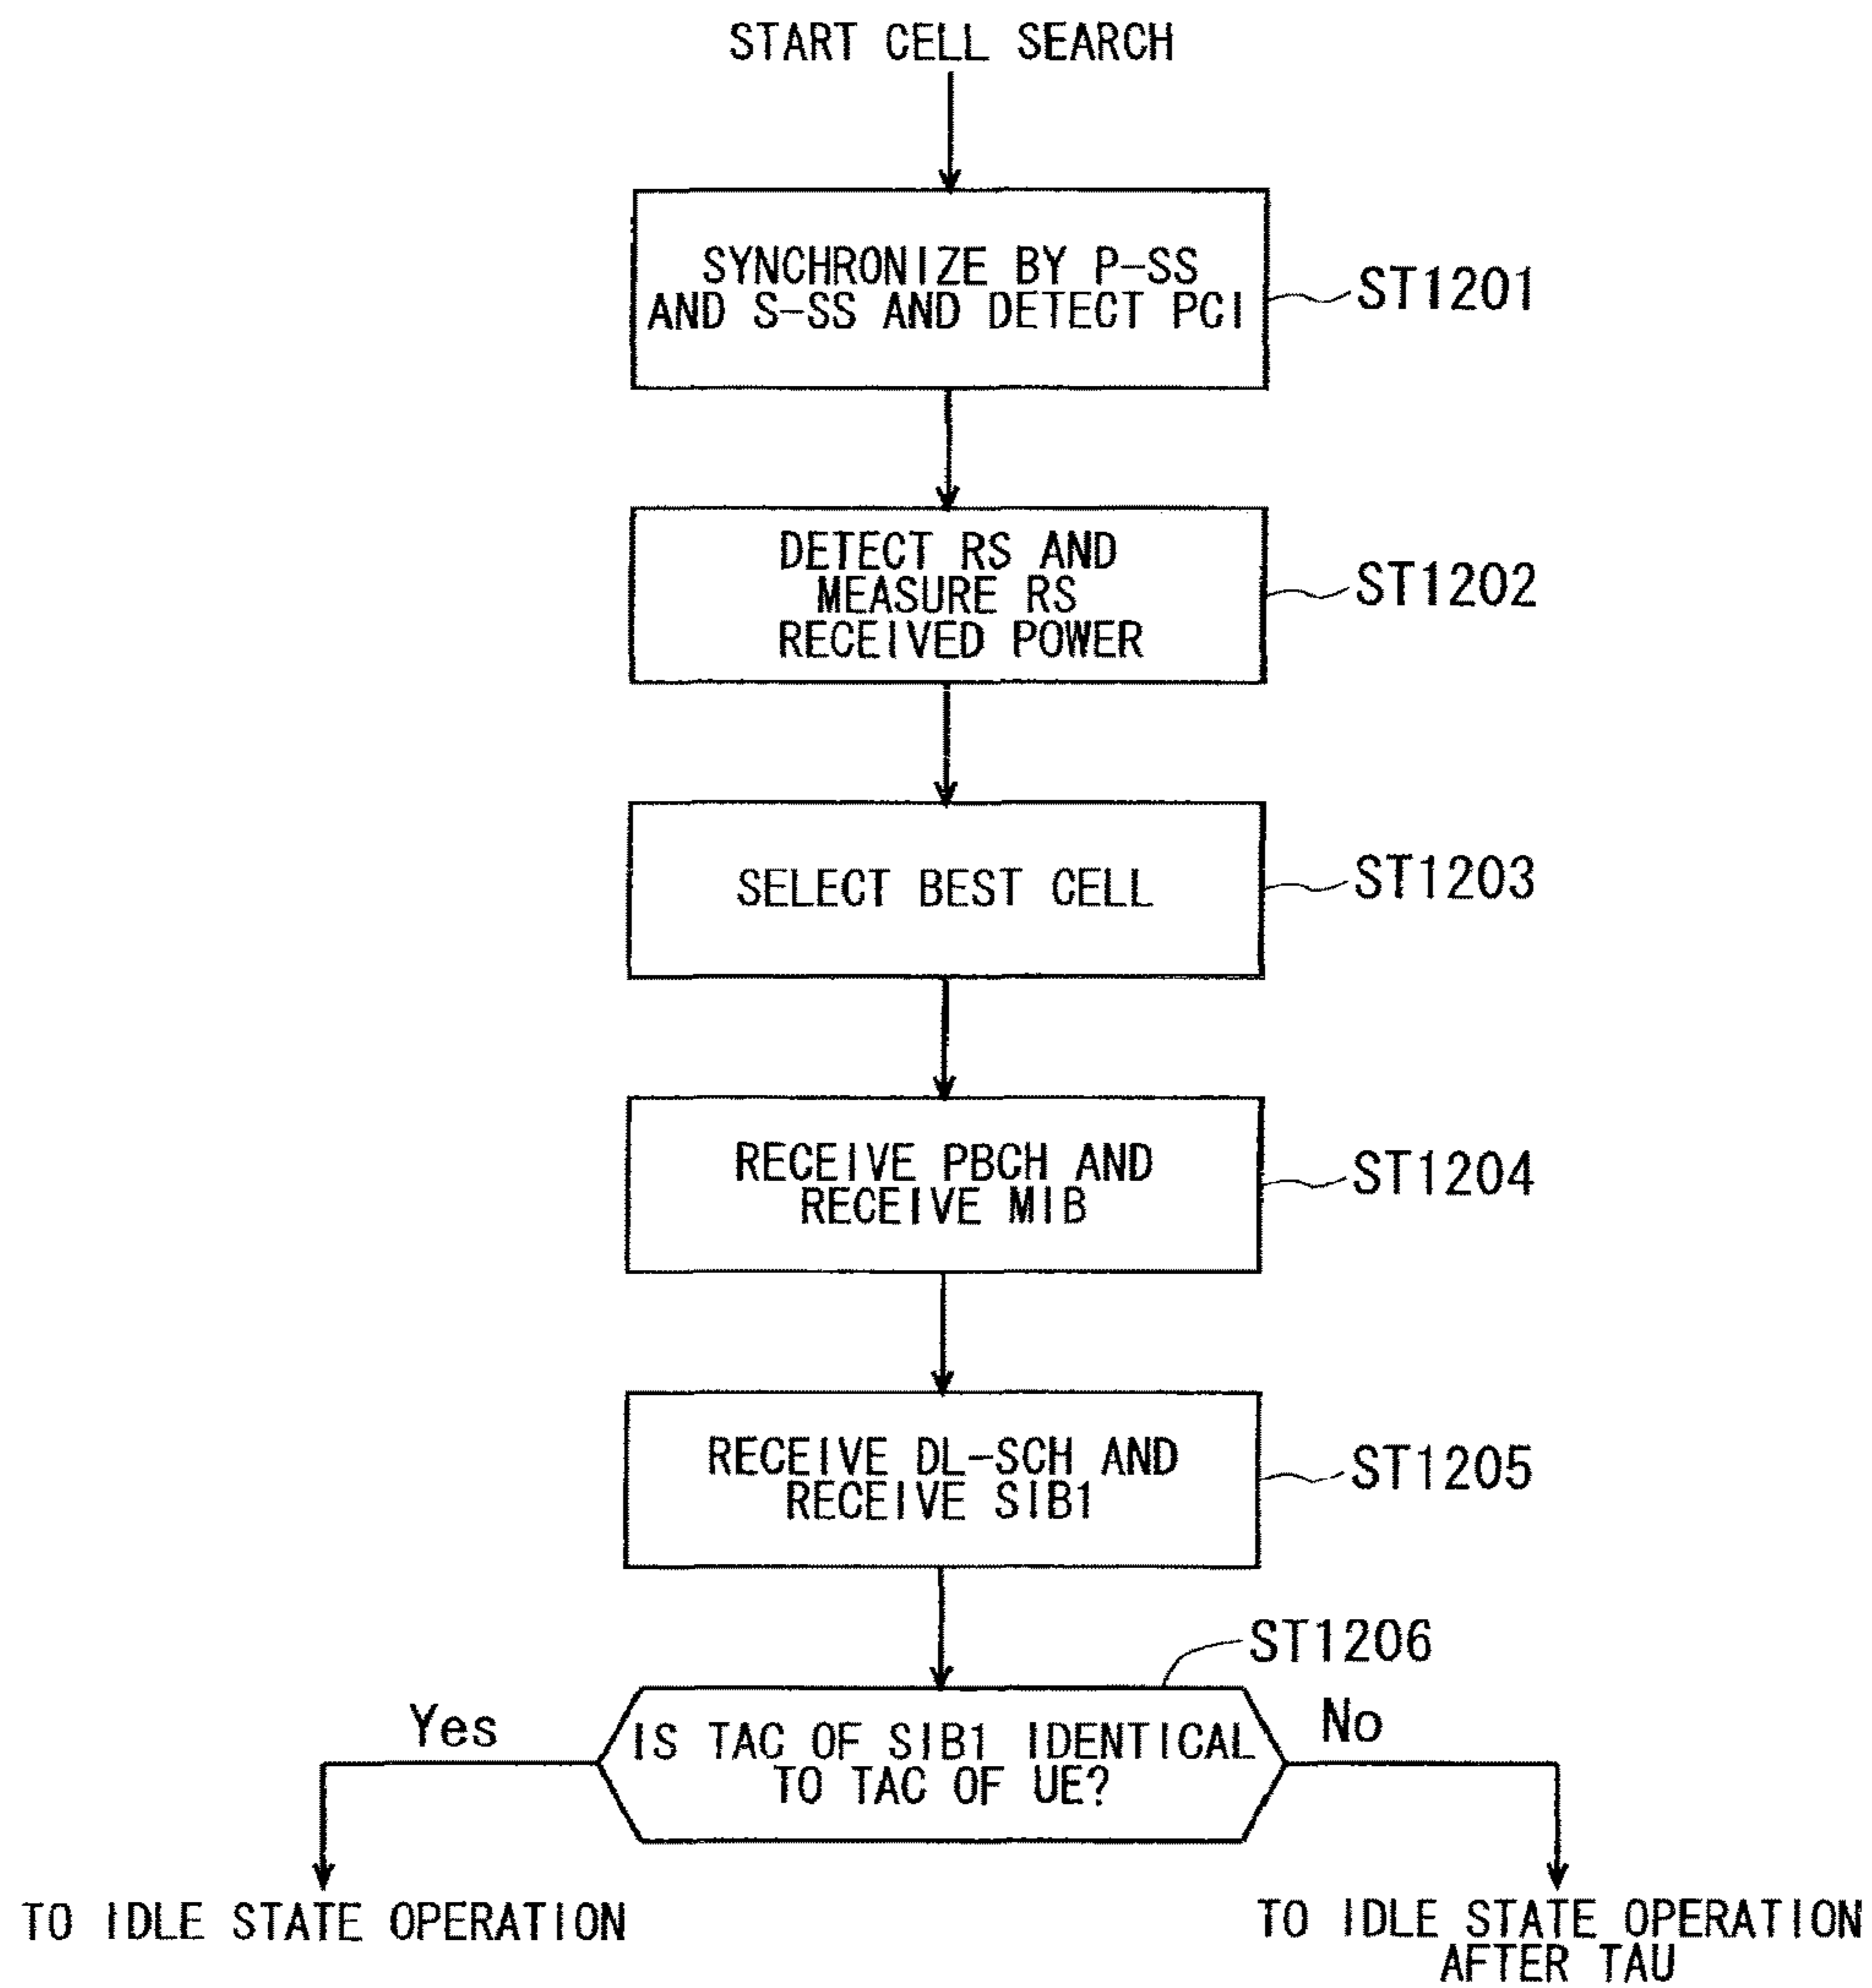 START CELL SEARCH
SYNCHRONIZE BY P-SS
AND S-SS AND DETECT PCI
ST1201
DETECT RS AND
MEASURE RS
RECEIVED POWER
ST1202
SELECT BEST CELL
ST1203
RECEIVE PBCH AND
RECEIVE MIB
ST1204
RECEIVE DL-SCH AND
RECEIVE SIB1
ST1205
ST1206
Yes
IS TAC OF SIB1 IDENTICAL
TO TAC OF UE?
No
TO IDLE STATE OPERATION
TO IDLE STATE OPERATION
AFTER TAU